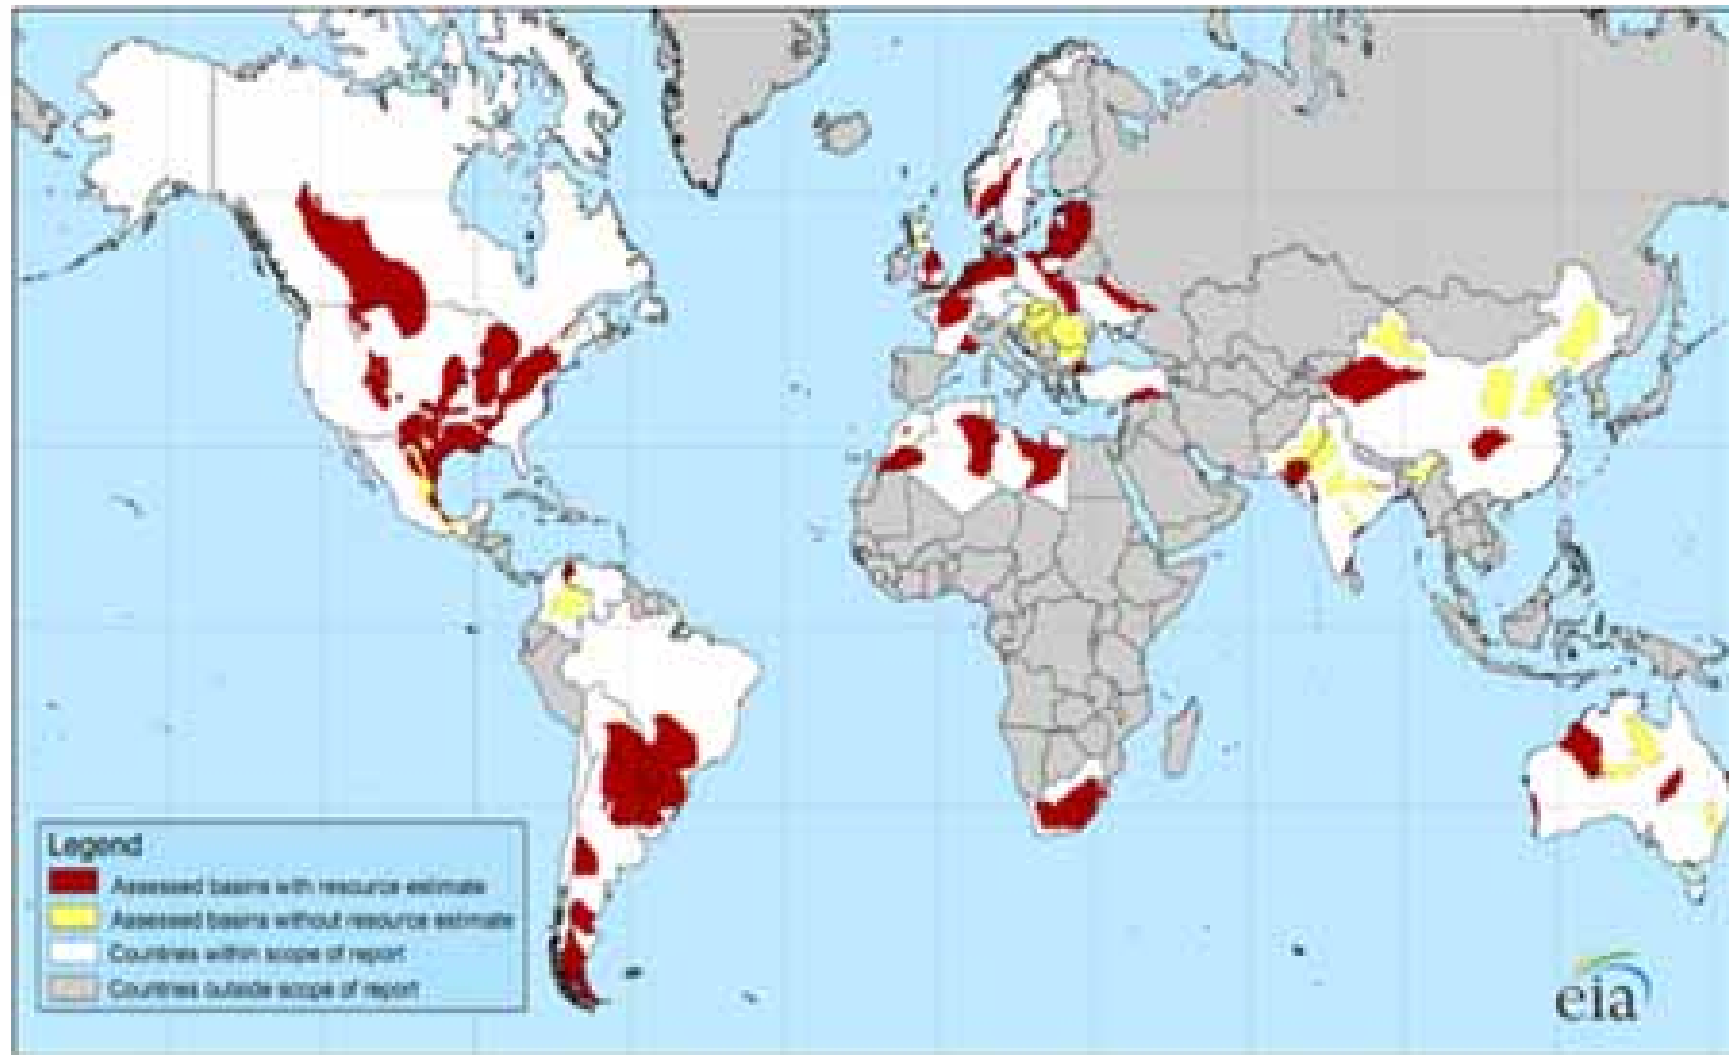 Legend
Assessed basins with resource estimate
Assessed basins without resource estimate
Countries within scope of report
Countries outside scope of report
eia